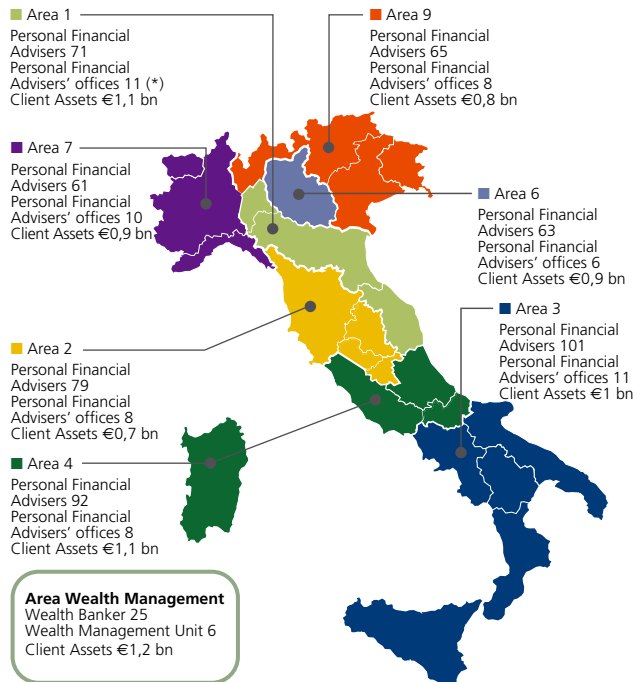 Area 1
Personal Financial
Advisers 71
Personal Financial
Advisers' offices 11 (*)
Client Assets €1,1 bn
Area 9
Personal Financial
Advisers 65
Personal Financial
Advisers' offices 8
Client Assets €0,8 bn
Area 7
Personal Financial
Advisers 61
Personal Financial
Advisers' offices 10
Client Assets €0,9 bn
Area 6
Personal Financial
Advisers 63
Personal Financial
Advisers' offices 6
Client Assets €0,9 bn
Area 3
Personal Financial
Advisers 101
Personal Financial
Advisers' offices 11
Client Assets €1 bn
Area 2
Personal Financial
Advisers 79
Personal Financial
Advisers' offices 8
Client Assets €0,7 bn
Area 4
Personal Financial
Advisers 92
Personal Financial
Advisers' offices 8
Client Assets €1,1 bn
Area Wealth Management
Wealth Banker 25
Wealth Management Unit 6
Client Assets €1,2 bn